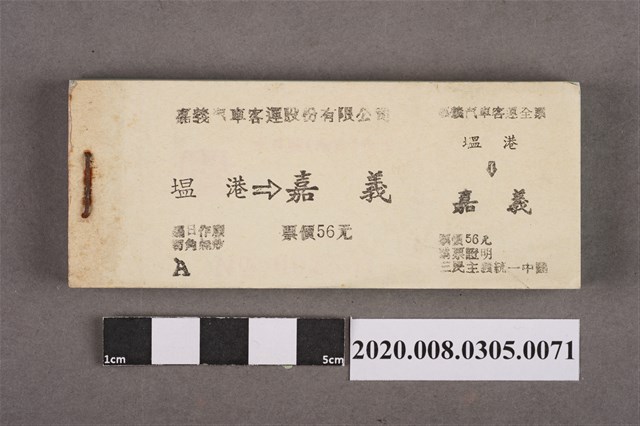 嘉義汽車客運股份有限公司
塭港⇨嘉義
過日作廢
剪角無效
票價56元
A
嘉義汽車客運全票
塭港
⇩
嘉義
票價56元
乘票證明
三民主義統一中國
1cm
5cm
2020.008.0305.0071